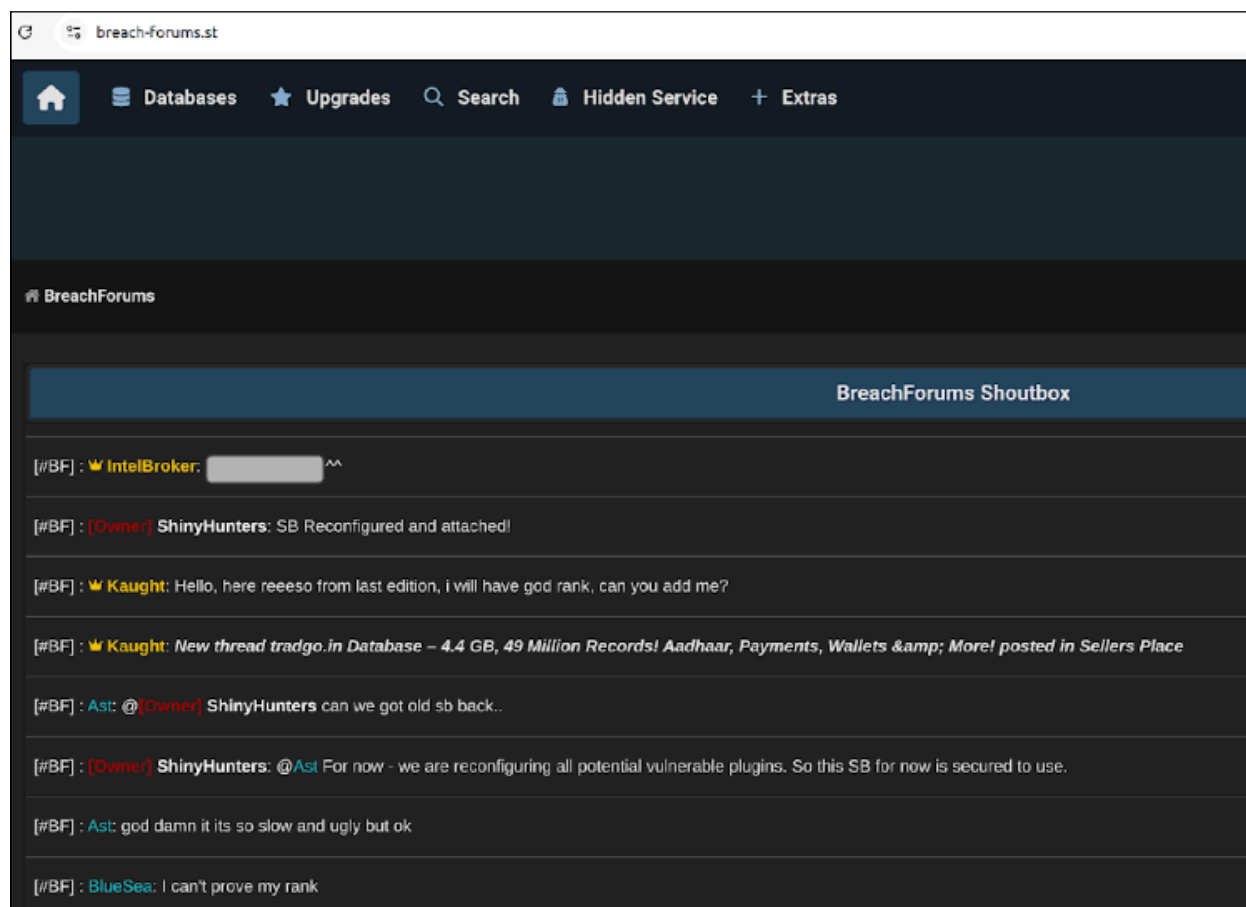 breach-forums.st
Databases Upgrades Search Hidden Service + Extras
BreachForums
BreachForums Shoutbox
[#BF] : IntelBroker: ^^
[#BF] : [Owner] ShinyHunters: SB Reconfigured and attached!
[#BF] : Kaught: Hello, here reeeso from last edition, i will have god rank, can you add me?
[#BF] : Kaught: New thread tradgo.in Database – 4.4 GB, 49 Million Records! Aadhaar, Payments, Wallets &amp; More! posted in Sellers Place
[#BF] : Ast: @[Owner] ShinyHunters can we got old sb back..
[#BF] : [Owner] ShinyHunters: @Ast For now - we are reconfiguring all potential vulnerable plugins. So this SB for now is secured to use.
[#BF] : Ast: god damn it its so slow and ugly but ok
[#BF] : BlueSea: I can't prove my rank